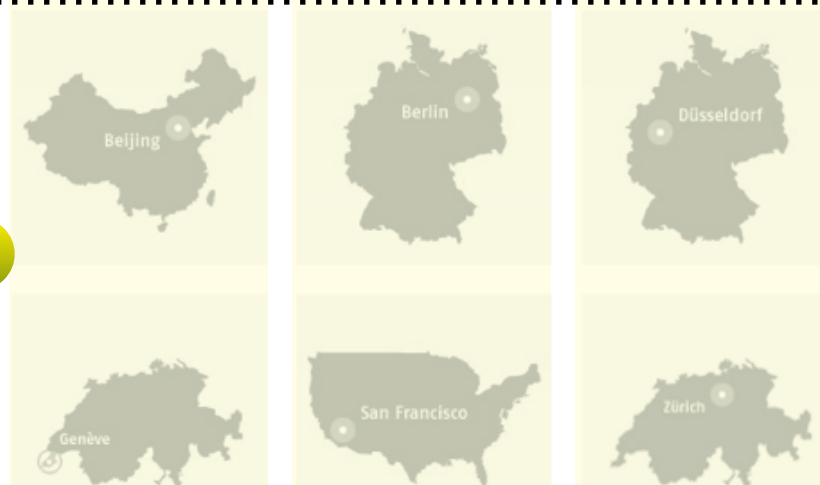 Beijing
Berlin
Düsseldorf
Genève
San Francisco
Zürich